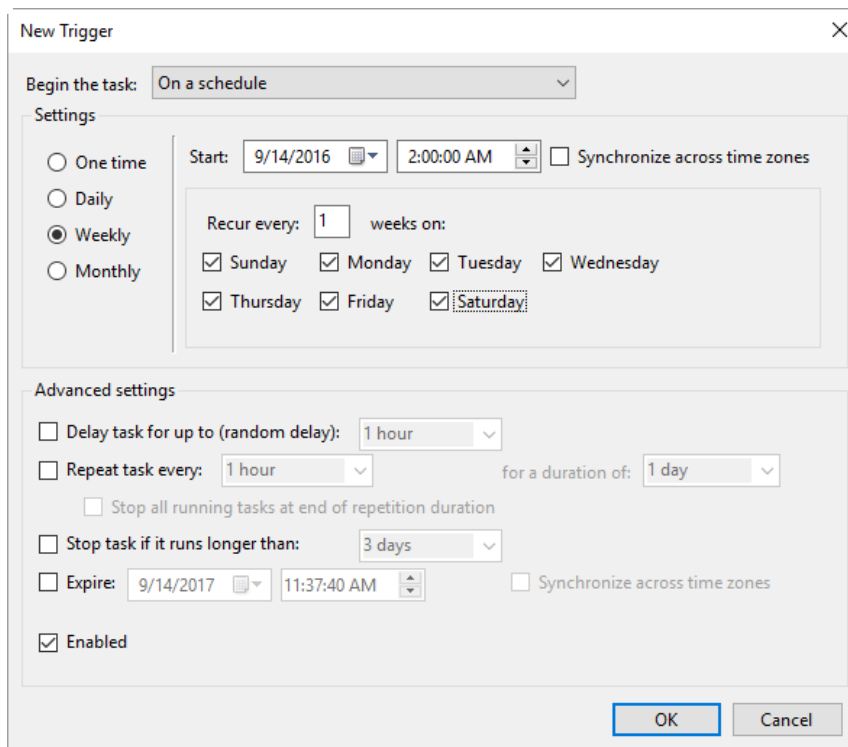 New Trigger
Begin the task: On a schedule
Settings
One time
Start: 9/14/2016 2:00:00 AM Synchronize across time zones
Daily
Recur every: 1 weeks on:
Weekly
Sunday Monday Tuesday Wednesday
Monthly
Thursday Friday Saturday
Advanced settings
Delay task for up to (random delay): 1 hour
Repeat task every: 1 hour for a duration of: 1 day
Stop all running tasks at end of repetition duration
Stop task if it runs longer than: 3 days
Expire: 9/14/2017 11:37:40 AM Synchronize across time zones
Enabled
OK Cancel